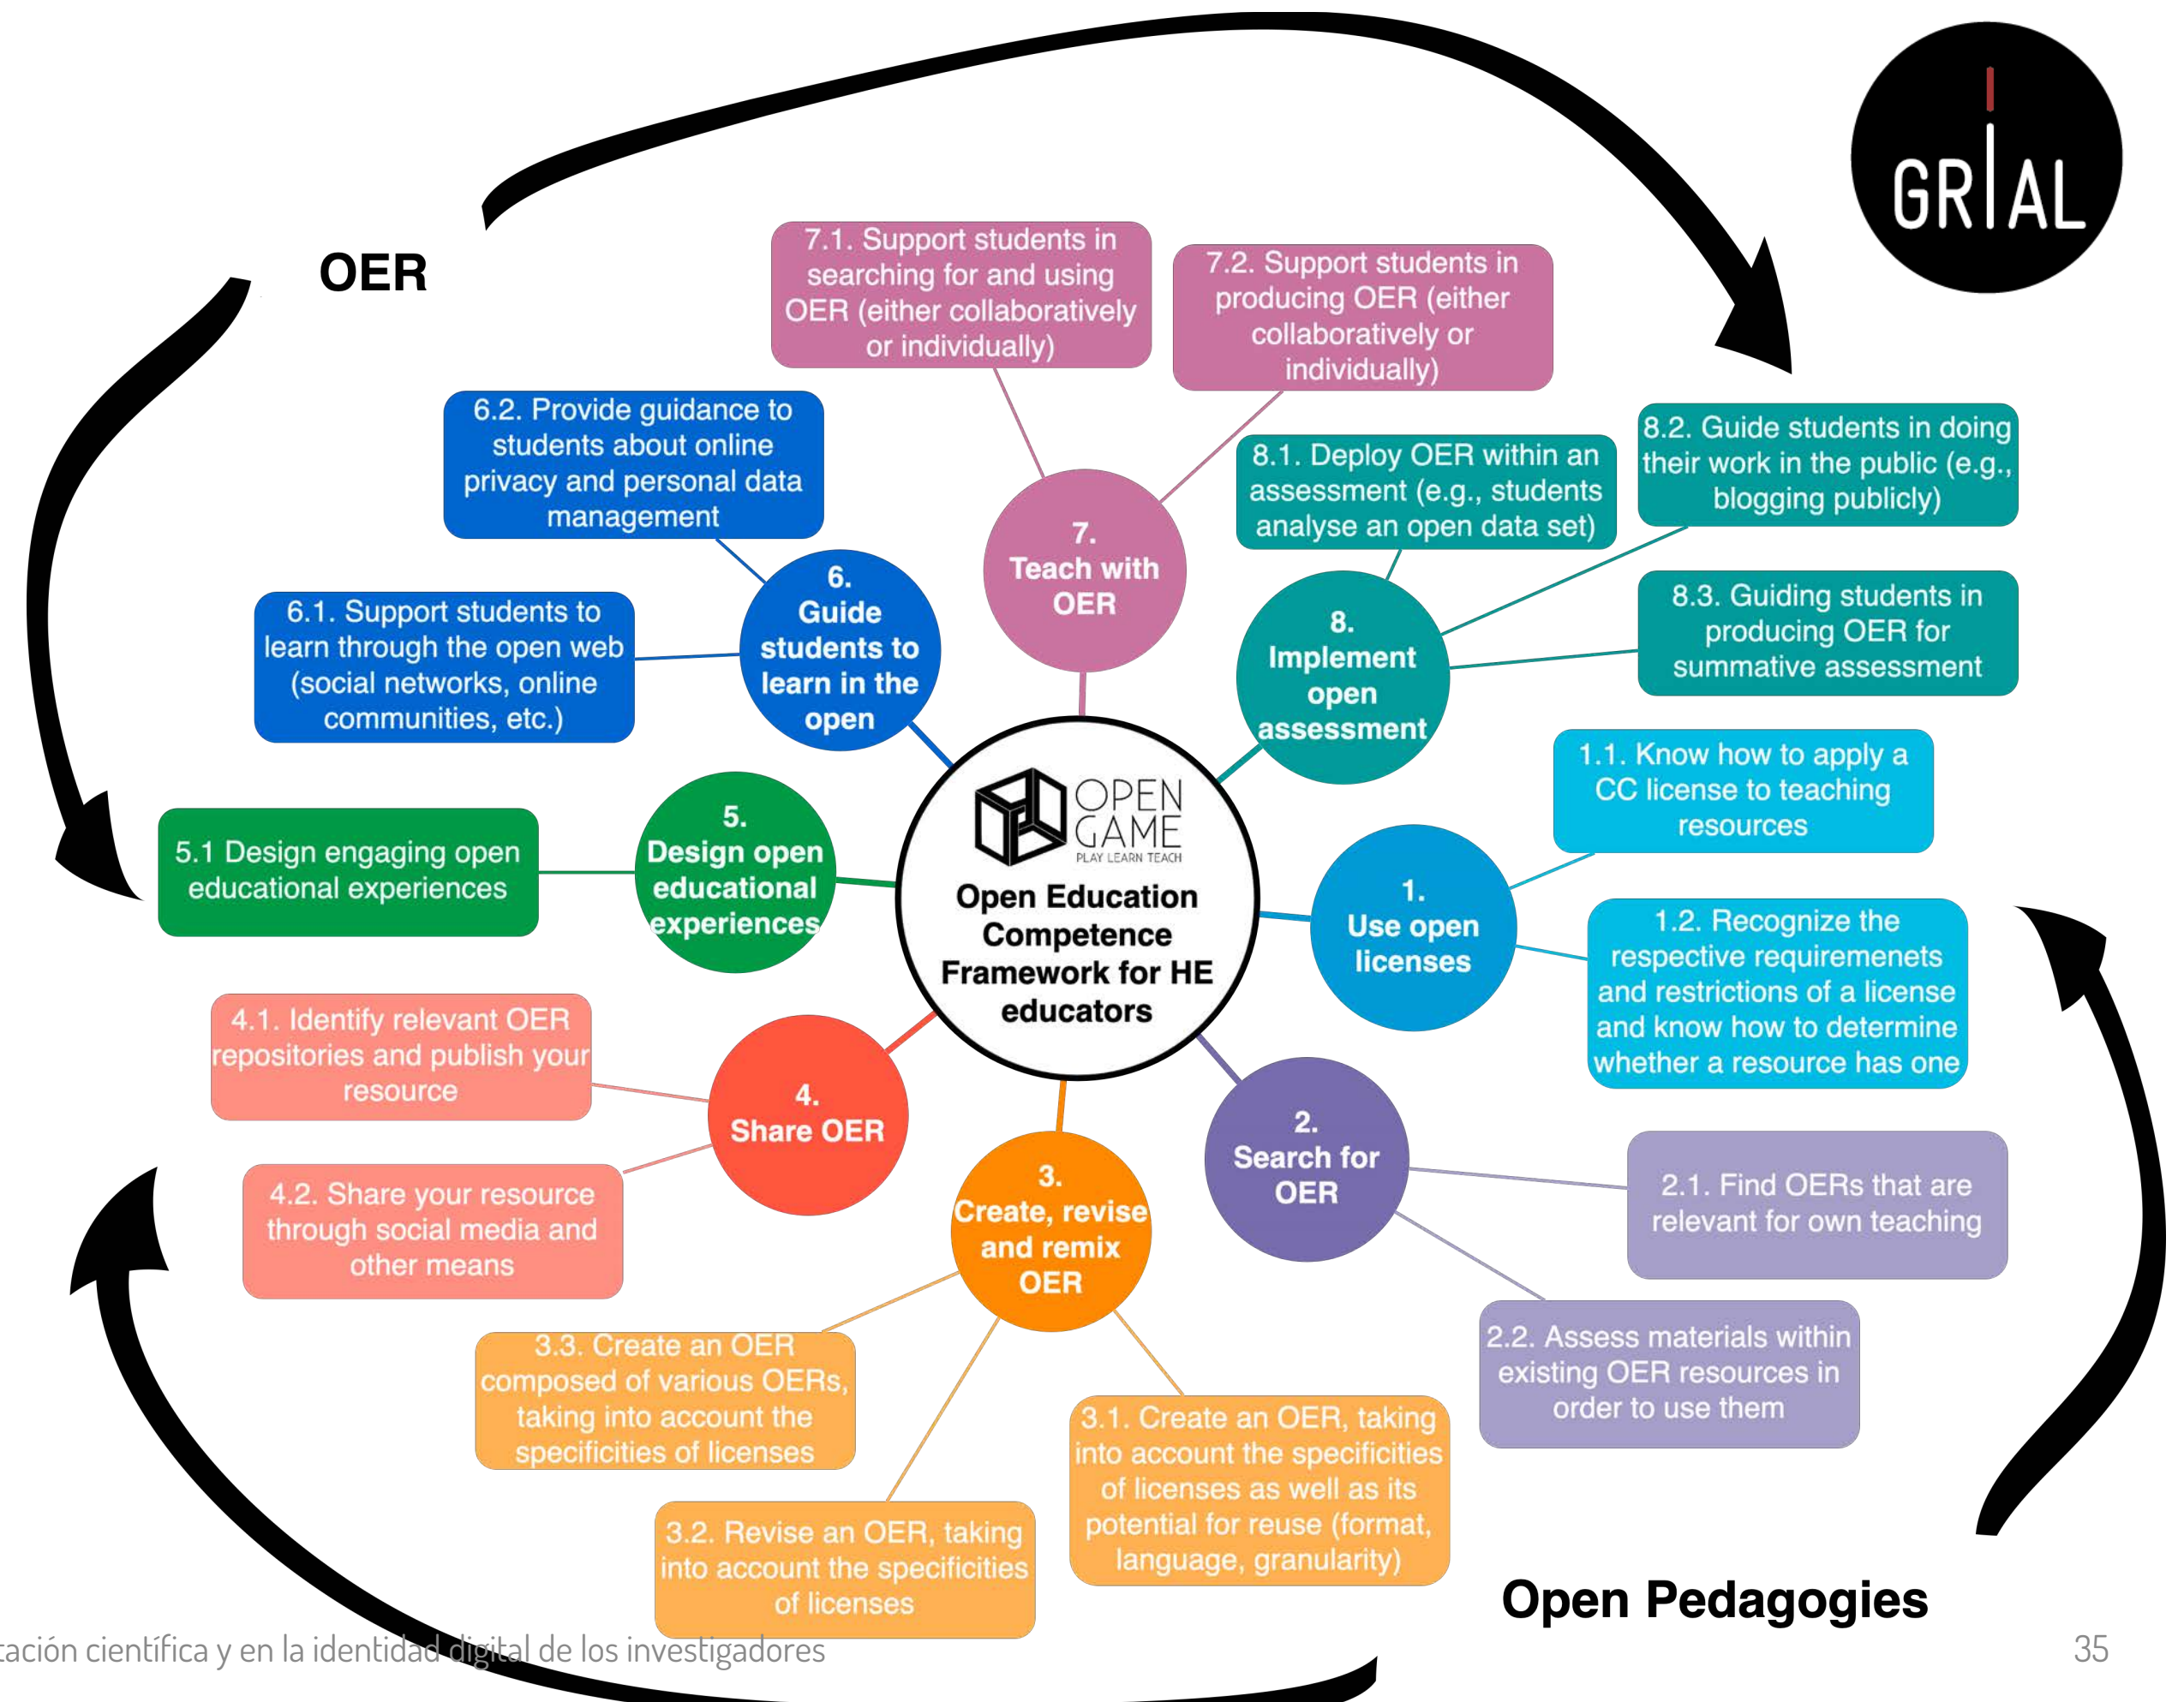 GRIAL
OER
7.1. Support students in
searching for and using
OER (either collaboratively
or individually)
7.2. Support students in
producing OER (either
collaboratively or
individually)
6.2. Provide guidance to
students about online
privacy and personal data
management
8.1. Deploy OER within an
assessment (e.g., students
analyse an open data set)
8.2. Guide students in doing
their work in the public (e.g.,
blogging publicly)
7.
Teach with
OER
6.
Guide
students to
learn in the
open
6.1. Support students to
learn through the open web
(social networks, online
communities, etc.)
8.
Implement
open
assessment
8.3. Guiding students in
producing OER for
summative assessment
1.1. Know how to apply a
CC license to teaching
resources
OPEN
GAME
PLAY LEARN TEACH
Open Education
Competence
Framework for HE
educators
5.
Design open
educational
experiences
5.1 Design engaging open
educational experiences
1.
Use open
licenses
1.2. Recognize the
respective requiremenets
and restrictions of a license
and know how to determine
whether a resource has one
4.1. Identify relevant OER
repositories and publish your
resource
4.
Share OER
4.2. Share your resource
through social media and
other means
2.
Search for
OER
2.1. Find OERs that are
relevant for own teaching
3.
Create, revise
and remix
OER
2.2. Assess materials within
existing OER resources in
order to use them
3.3. Create an OER
composed of various OERs,
taking into account the
specificities of licenses
3.1. Create an OER, taking
into account the specificities
of licenses as well as its
potential for reuse (format,
language, granularity)
3.2. Revise an OER, taking
into account the specificities
of licenses
Open Pedagogies
científica y en la identidad digital de los investigadores
35